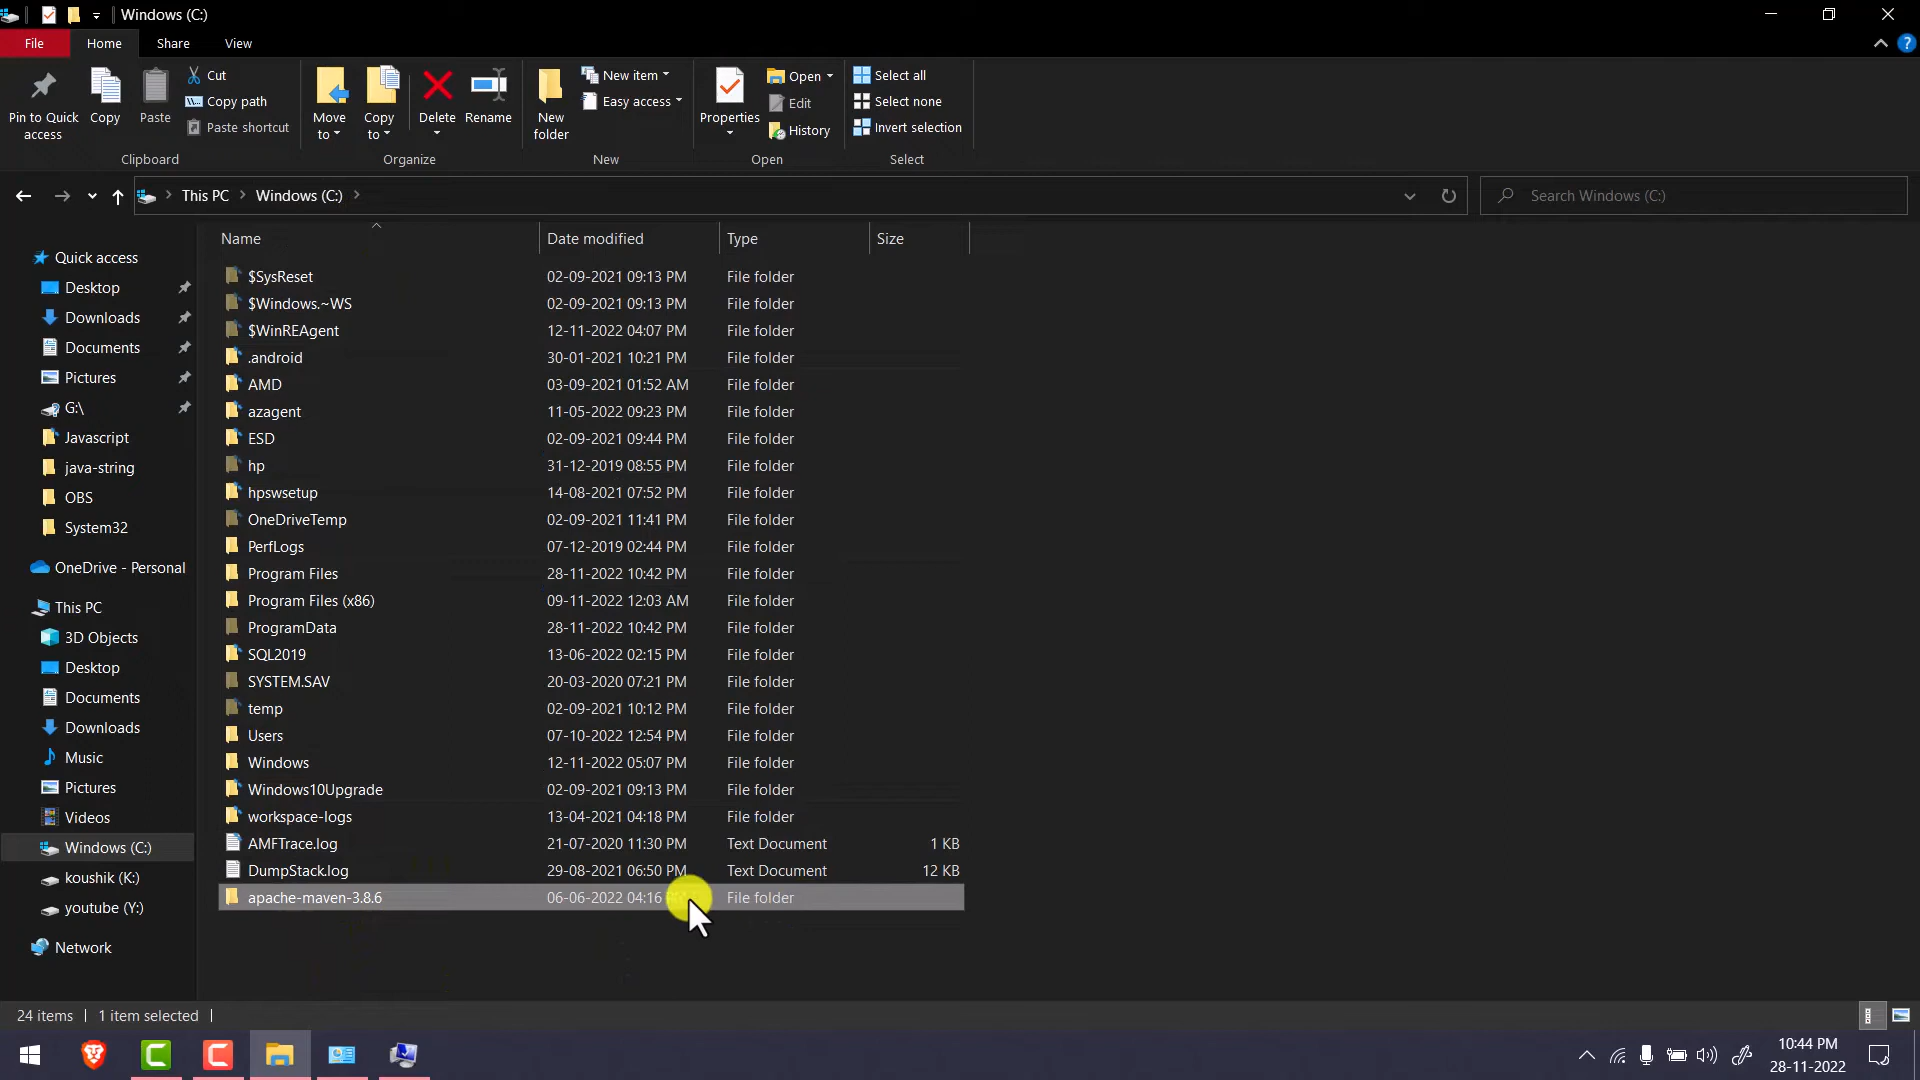 Windows (C:)
File Home Share View
Pin to Quick access
Copy
Paste
Cut
Copy path
Paste shortcut
Clipboard
Move to
Copy to
Delete
Rename
Organize
New folder
New item
Easy access
New
Properties
Open
Edit
History
Open
Select all
Select none
Invert selection
Select
This PC Windows (C:)
Search Windows (C:)
Quick access
Desktop
Downloads
Documents
Pictures
G:\
Javascript
java-string
OBS
System32
OneDrive - Personal
This PC
3D Objects
Desktop
Documents
Downloads
Music
Pictures
Videos
Windows (C:)
koushik (K:)
youtube (Y:)
Network
Name Date modified Type Size
$SysReset 02-09-2021 09:13 PM File folder
$Windows.~WS 02-09-2021 09:13 PM File folder
$WinREAgent 12-11-2022 04:07 PM File folder
.android 30-01-2021 10:21 PM File folder
AMD 03-09-2021 01:52 AM File folder
azagent 11-05-2022 09:23 PM File folder
ESD 02-09-2021 09:44 PM File folder
hp 31-12-2019 08:55 PM File folder
hpswsetup 14-08-2021 07:52 PM File folder
OneDriveTemp 02-09-2021 11:41 PM File folder
PerfLogs 07-12-2019 02:44 PM File folder
Program Files 28-11-2022 10:42 PM File folder
Program Files (x86) 09-11-2022 12:03 AM File folder
ProgramData 28-11-2022 10:42 PM File folder
SQL2019 13-06-2022 02:15 PM File folder
SYSTEM.SAV 20-03-2020 07:21 PM File folder
temp 02-09-2021 10:12 PM File folder
Users 07-10-2022 12:54 PM File folder
Windows 12-11-2022 05:07 PM File folder
Windows10Upgrade 02-09-2021 09:13 PM File folder
workspace-logs 13-04-2021 04:18 PM File folder
AMFTrace.log 21-07-2020 11:30 PM Text Document 1 KB
DumpStack.log 29-08-2021 06:50 PM Text Document 12 KB
apache-maven-3.8.6 06-06-2022 04:16 File folder
24 items 1 item selected
10:44 PM
28-11-2022